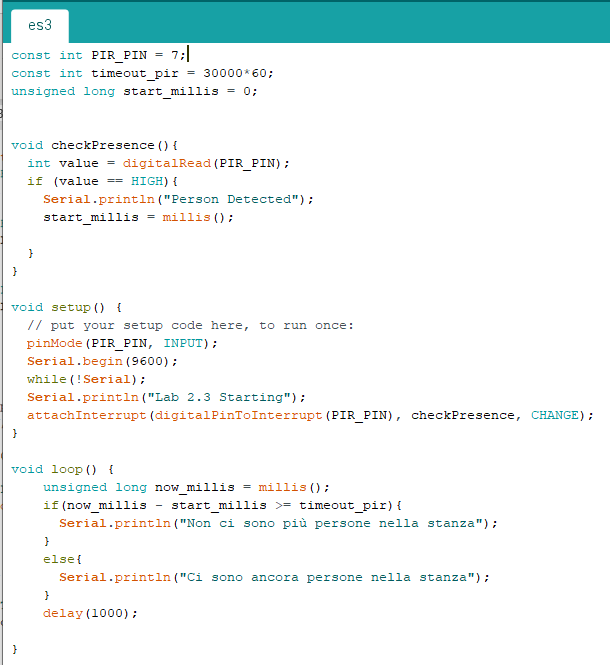 es3
const int PIR_PIN = 7;
const int timeout_pir = 30000*60;
unsigned long start_millis = 0;
void checkPresence(){
int value = digitalRead(PIR_PIN);
if (value == HIGH){
Serial.println("Person Detected");
start_millis = millis();
}
}
void setup() {
// put your setup code here, to run once:
pinMode(PIR_PIN, INPUT);
Serial.begin(9600);
while(!Serial);
Serial.println("Lab 2.3 Starting");
attachInterrupt(digitalPinToInterrupt(PIR_PIN), checkPresence, CHANGE);
}
void loop() {
unsigned long now_millis = millis();
if(now_millis - start_millis >= timeout_pir){
Serial.println("Non ci sono più persone nella stanza");
}
else{
Serial.println("Ci sono ancora persone nella stanza");
}
delay(1000);
}